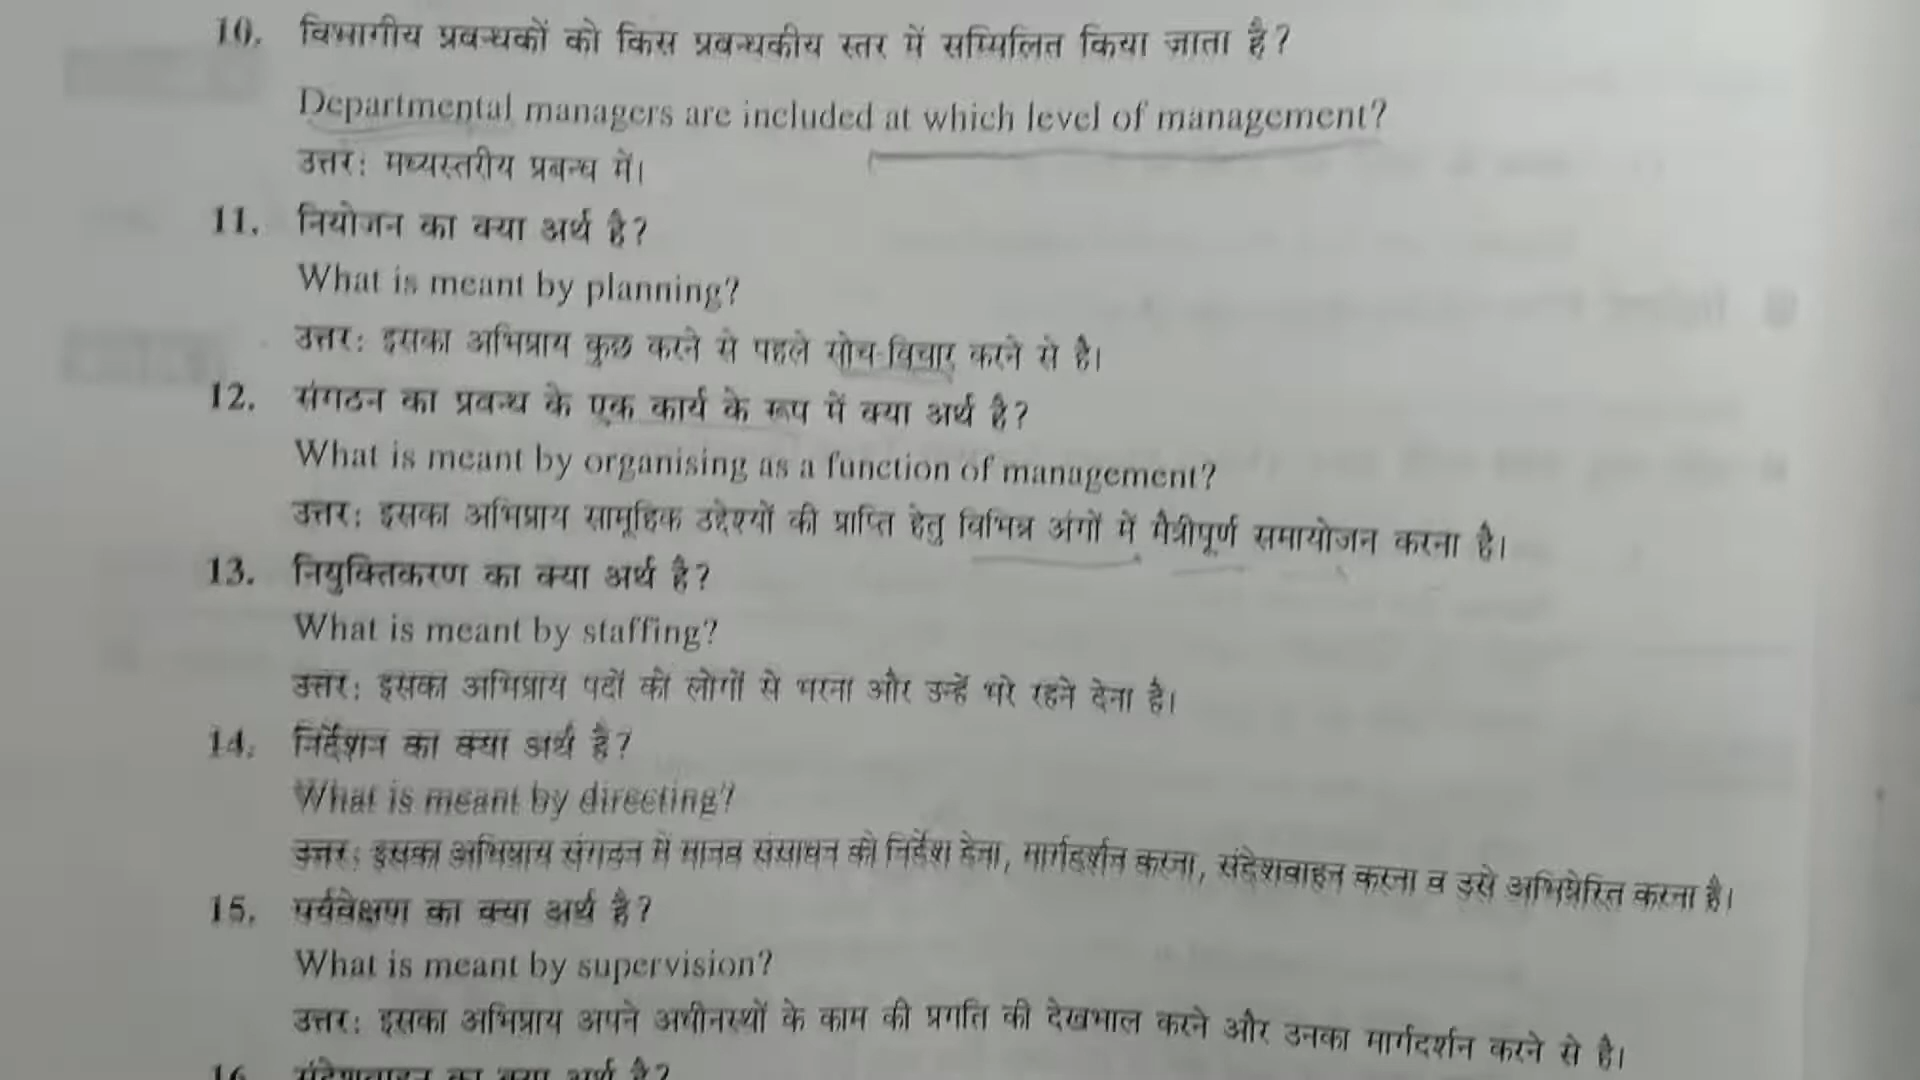 10. विभागीय प्रबन्धकों को किस प्रबन्धकीय स्तर में सम्मिलित किया जाता है?
Departmental managers are included at which level of management?
उत्तर: मध्यस्तरीय प्रबन्ध में।
11. नियोजन का क्या अर्थ है?
What is meant by planning?
उत्तर: इसका अभिप्राय कुछ करने से पहले सोच-विचार करने से है।
12. संगठन का प्रबन्ध के एक कार्य के रूप में क्या अर्थ है?
What is meant by organising as a function of management?
उत्तर: इसका अभिप्राय सामूहिक उद्देश्यों की प्राप्ति हेतु विभिन्न अंगों में मैत्रीपूर्ण समायोजन करना है।
13. नियुक्तिकरण का क्या अर्थ है?
What is meant by staffing?
उत्तर: इसका अभिप्राय पदों को लोगों से भरना और उन्हें भरे रहने देना है।
14. निर्देशन का क्या अर्थ है?
What is meant by directing?
उत्तर: इसका अभिप्राय संगठन में मानव संसाधन को निर्देश देना, मार्गदर्शन करना, संदेशवाहन करना व उसे अभिप्रेरित करना है।
15. पर्यवेक्षण का क्या अर्थ है?
What is meant by supervision?
उत्तर: इसका अभिप्राय अपने अधीनस्थों के काम की प्रगति की देखभाल करने और उनका मार्गदर्शन करने से है।
16. संदेशवाहन का क्या अर्थ है?